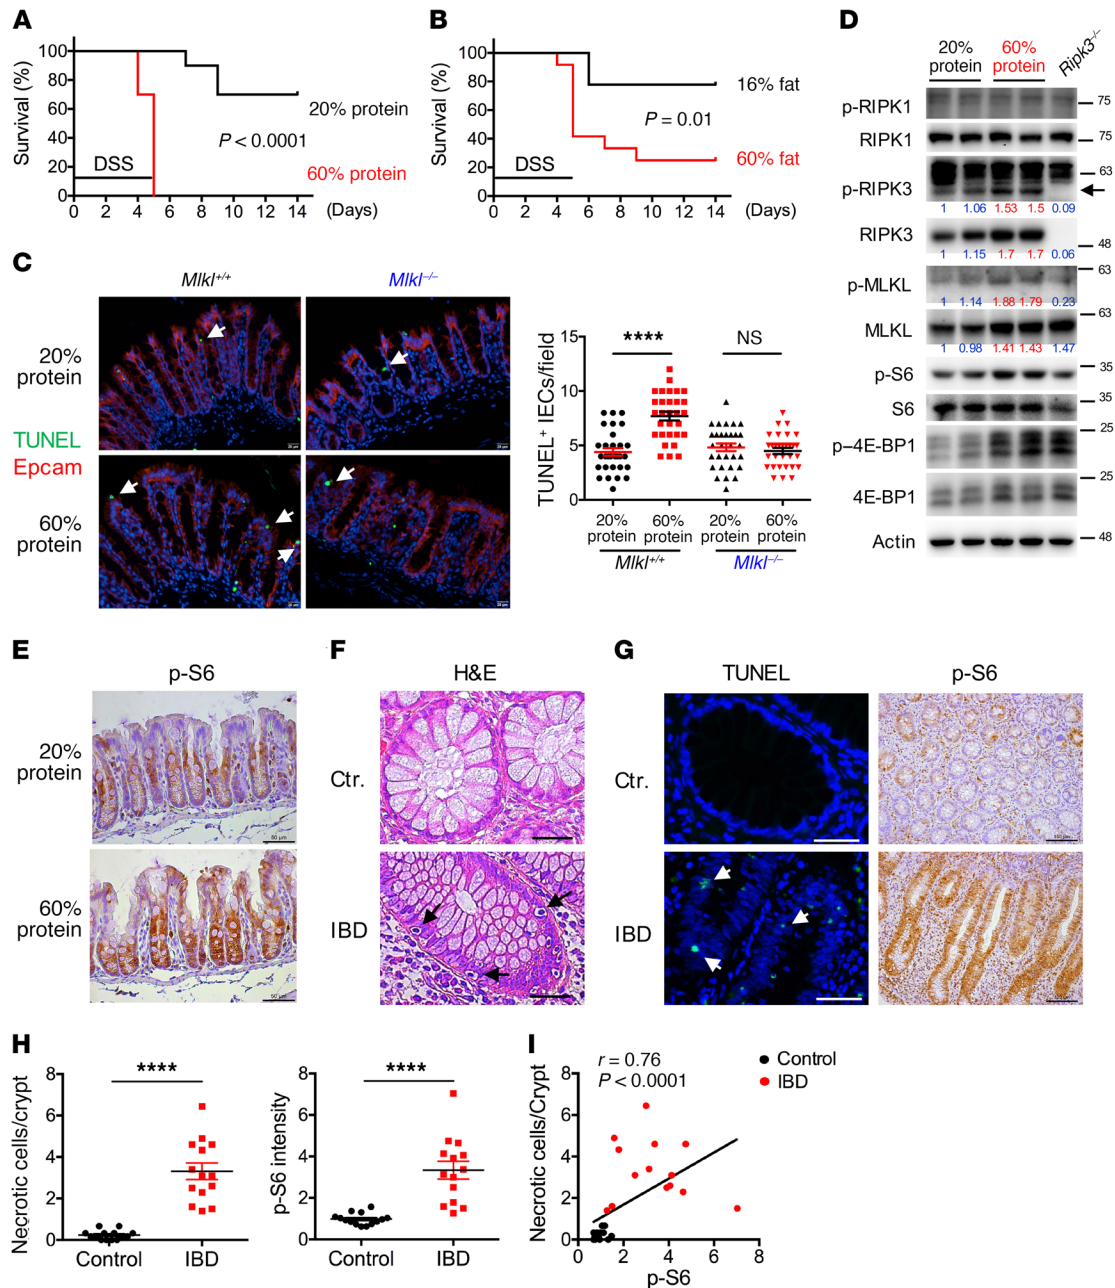 A
Survival (%)
100
80
60
40
20
0
DSS
P < 0.0001
20% protein
60% protein
0 2 4 6 8 10 12 14 (Days)
B
Survival (%)
100
80
60
40
20
0
DSS
P = 0.01
16% fat
60% fat
0 2 4 6 8 10 12 14 (Days)
C
Mlkl+/+ Mlkl–/–
20%
protein
TUNEL
Epcam
60%
protein
TUNEL+ IECs/field
15
10
5
0
**** NS
20%
protein
60%
protein
20%
protein
60%
protein
Mlkl+/+ Mlkl–/–
D
20%
protein
60%
protein
Ripk3–/–
p-RIPK1 75
RIPK1 75
p-RIPK3 63
1 1.06 1.53 1.5 0.09
RIPK3 48
1 1.15 1.7 1.7 0.06
p-MLKL 63
1 1.14 1.88 1.79 0.23
MLKL 63
1 0.98 1.41 1.43 1.47
p-S6 35
S6 35
p–4E-BP1 25
4E-BP1 25
Actin 48
E
p-S6
20%
protein
50 µm
60%
protein
50 µm
F
H&E
Ctr.
IBD
G
TUNEL p-S6
Ctr.
IBD
H
Necrotic cells/crypt
8
6
4
2
0
****
Control IBD
p-S6 intensity
8
6
4
2
0
****
Control IBD
I
r = 0.76
P < 0.0001
Control
IBD
Necrotic cells/Crypt
8
6
4
2
0
0 2 4 6 8
p-S6